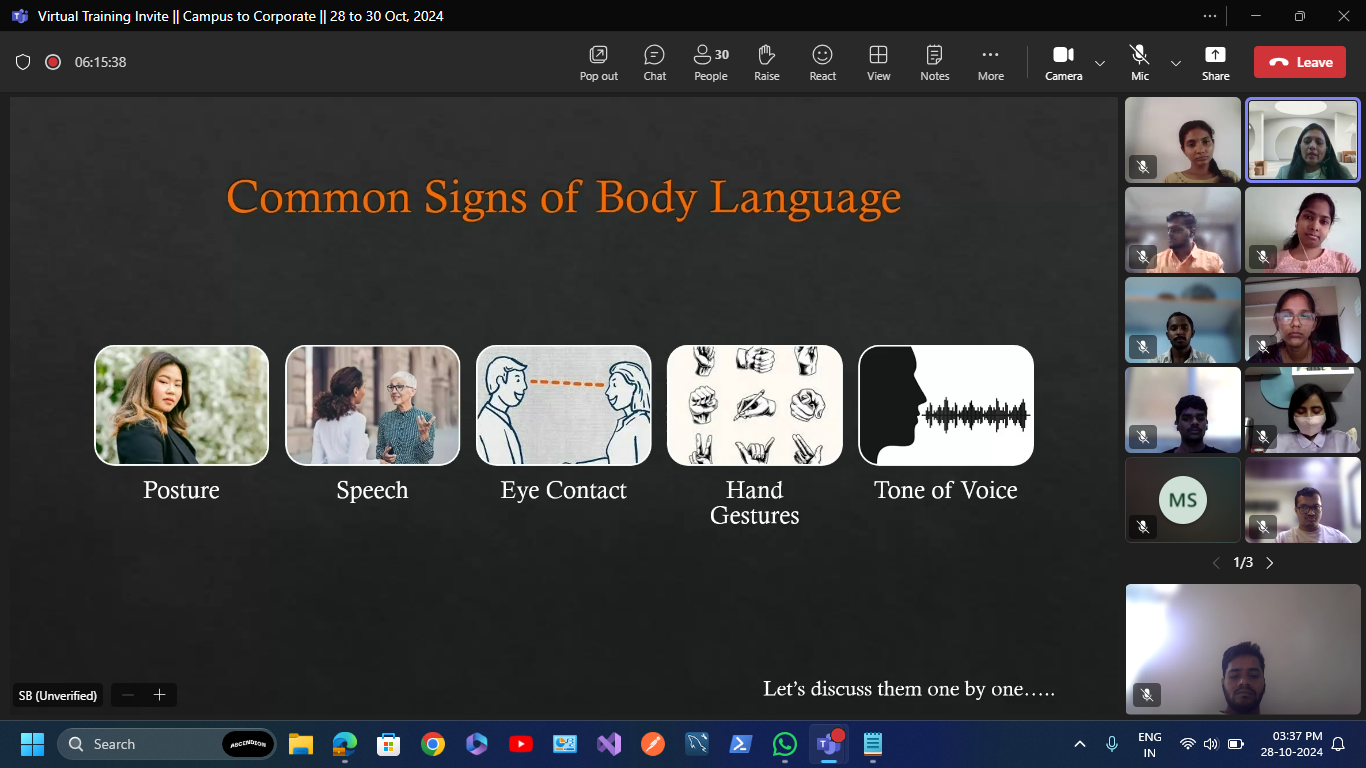 Virtual Training Invite || Campus to Corporate || 28 to 30 Oct, 2024
06:15:38
Pop out
Chat
30
People
Raise
React
View
Notes
More
Camera
Mic
Share
Leave
Common Signs of Body Language
Posture
Speech
Eye Contact
Hand
Gestures
Tone of Voice
Let's discuss them one by one.....
SB (Unverified)
MS
1/3
Search
ASCENDION
ENG
IN
03:37 PM
28-10-2024